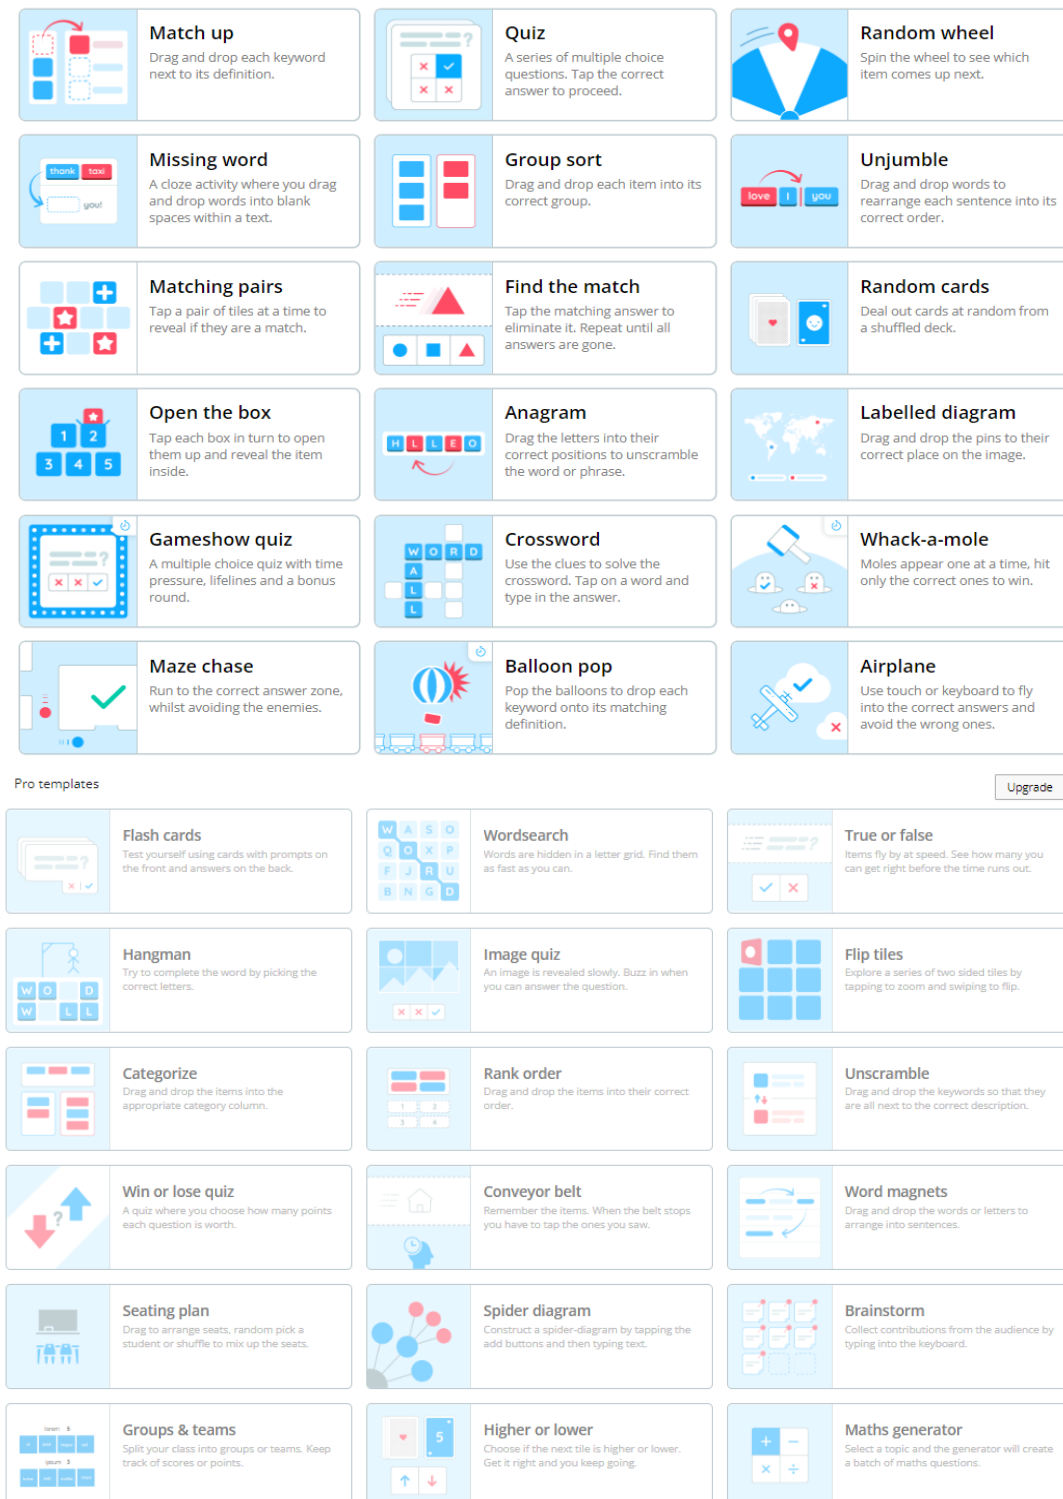 Match up
Drag and drop each keyword
next to its definition.
Quiz
A series of multiple choice
questions. Tap the correct
answer to proceed.
Random wheel
Spin the wheel to see which
item comes up next.
thank taxi
you!
Missing word
A cloze activity where you drag
and drop words into blank
spaces within a text.
Group sort
Drag and drop each item into its
correct group.
love I you
Unjumble
Drag and drop words to
rearrange each sentence into its
correct order.
Matching pairs
Tap a pair of tiles at a time to
reveal if they are a match.
Find the match
Tap the matching answer to
eliminate it. Repeat until all
answers are gone.
Random cards
Deal out cards at random from
a shuffled deck.
1 2
3 4 5
Open the box
Tap each box in turn to open
them up and reveal the item
inside.
H L L E O
Anagram
Drag the letters into their
correct positions to unscramble
the word or phrase.
Labelled diagram
Drag and drop the pins to their
correct place on the image.
?
Gameshow quiz
A multiple choice quiz with time
pressure, lifelines and a bonus
round.
W O R D
A
L
L
Crossword
Use the clues to solve the
crossword. Tap on a word and
type in the answer.
Whack-a-mole
Moles appear one at a time, hit
only the correct ones to win.
Maze chase
Run to the correct answer zone,
whilst avoiding the enemies.
Balloon pop
Pop the balloons to drop each
keyword onto its matching
definition.
Airplane
Use touch or keyboard to fly
into the correct answers and
avoid the wrong ones.
Pro templates
Upgrade
Flash cards
Test yourself using cards with prompts on
the front and answers on the back.
W A S O
Q O X P
F J R U
B N G D
Wordsearch
Words are hidden in a letter grid. Find them
as fast as you can.
True or false
Items fly by at speed. See how many you
can get right before the time runs out.
W O D
W L L
Hangman
Try to complete the word by picking the
correct letters.
Image quiz
An image is revealed slowly. Buzz in when
you can answer the question.
Flip tiles
Explore a series of two sided tiles by
tapping to zoom and swiping to flip.
Categorize
Drag and drop the items into the
appropriate category column.
1 2
3 4
Rank order
Drag and drop the items into their correct
order.
Unscramble
Drag and drop the keywords so that they
are all next to the correct description.
?
Win or lose quiz
A quiz where you choose how many points
each question is worth.
Conveyor belt
Remember the items. When the belt stops
you have to tap the ones you saw.
Word magnets
Drag and drop the words or letters to
arrange into sentences.
Seating plan
Drag to arrange seats, random pick a
student or shuffle to mix up the seats.
Spider diagram
Construct a spider-diagram by tapping the
add buttons and then typing text.
Brainstorm
Collect contributions from the audience by
typing into the keyboard.
lorem 5
ipsum 3
Groups & teams
Split your class into groups or teams. Keep
track of scores or points.
5
Higher or lower
Choose if the next tile is higher or lower.
Get it right and you keep going.
+ −
× ÷
Maths generator
Select a topic and the generator will create
a batch of maths questions.